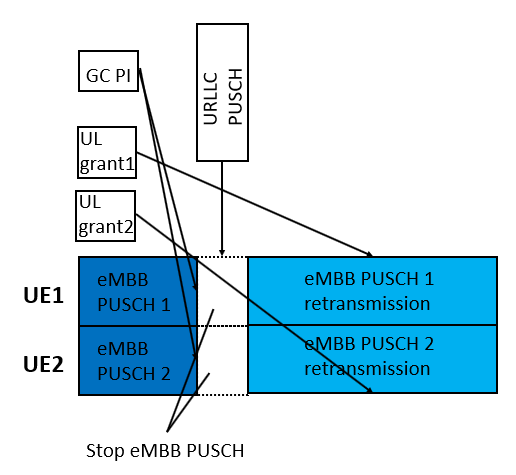 GC PI
URLLC
PUSCH
UL
grant1
UL
grant2
UE1
eMBB
PUSCH 1
eMBB PUSCH 1
retransmission
UE2
eMBB
PUSCH 2
eMBB PUSCH 2
retransmission
Stop eMBB PUSCH